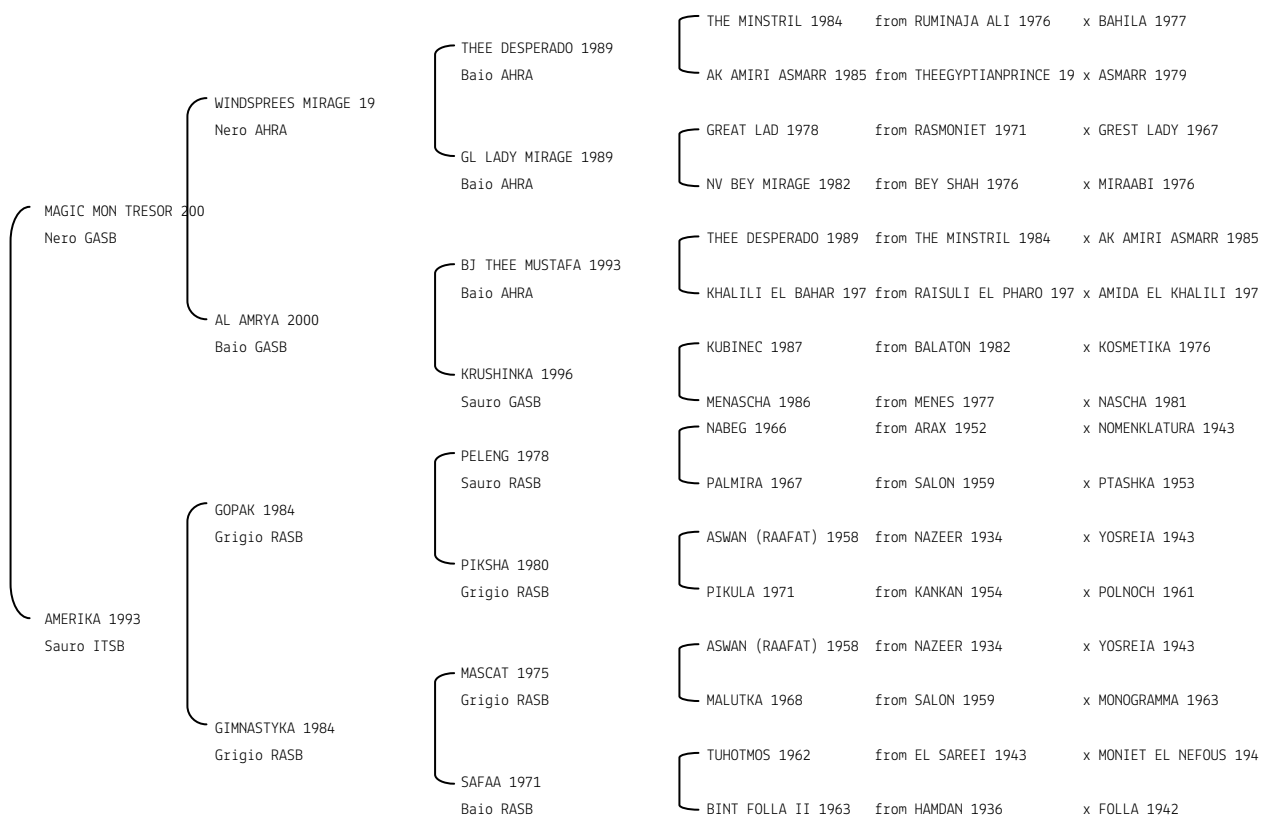 THE MINSTRIL 1984 from RUMINAJA ALI 1976 x BAHILA 1977
THEE DESPERADO 1989
Baio AHRA
AK AMIRI ASMARR 1985 from THEEGYPTIANPRINCE 19 x ASMARR 1979
WINDSPREES MIRAGE 19
Nero AHRA
GREAT LAD 1978 from RASMONIET 1971 x GREST LADY 1967
GL LADY MIRAGE 1989
Baio AHRA
NV BEY MIRAGE 1982 from BEY SHAH 1976 x MIRAABI 1976
MAGIC MON TRESOR 200
Nero GASB
THEE DESPERADO 1989 from THE MINSTRIL 1984 x AK AMIRI ASMARR 1985
BJ THEE MUSTAFA 1993
Baio AHRA
KHALILI EL BAHAR 197 from RAISULI EL PHARO 197 x AMIDA EL KHALILI 197
AL AMRYA 2000
Baio GASB
KUBINEC 1987 from BALATON 1982 x KOSMETIKA 1976
KRUSHINKA 1996
Sauro GASB
MENASCHA 1986 from MENES 1977 x NASCHA 1981
NABEG 1966 from ARAX 1952 x NOMENKLATURA 1943
PELENG 1978
Sauro RASB
PALMIRA 1967 from SALON 1959 x PTASHKA 1953
GOPAK 1984
Grigio RASB
ASWAN (RAAFAT) 1958 from NAZEER 1934 x YOSREIA 1943
PIKSHA 1980
Grigio RASB
PIKULA 1971 from KANKAN 1954 x POLNOCH 1961
AMERIKA 1993
Sauro ITSB
ASWAN (RAAFAT) 1958 from NAZEER 1934 x YOSREIA 1943
MASCAT 1975
Grigio RASB
MALUTKA 1968 from SALON 1959 x MONOGRAMMA 1963
GIMNASTYKA 1984
Grigio RASB
TUHOTMOS 1962 from EL SAREEI 1943 x MONIET EL NEFOUS 194
SAFAA 1971
Baio RASB
BINT FOLLA II 1963 from HAMDAN 1936 x FOLLA 1942